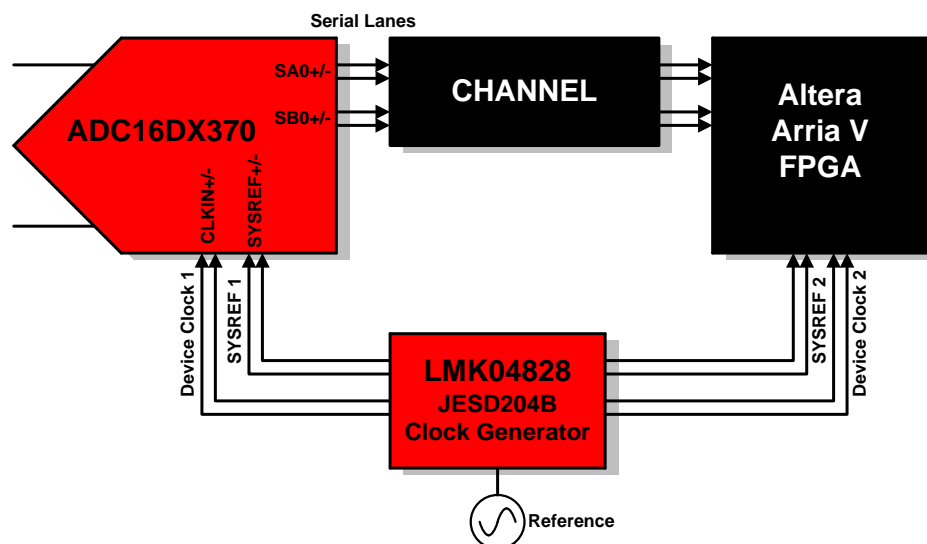 Serial Lanes
SA0+/-
SB0+/-
ADC16DX370
CLKIN+/-
SYSREF+/-
CHANNEL
Altera
Arria V
FPGA
Device Clock 1
SYSREF 1
SYSREF 2
Device Clock 2
LMK04828
JESD204B
Clock Generator
Reference